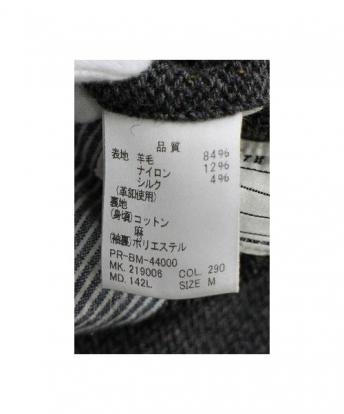 品質
表地 羊毛 84%
ナイロン 12%
シルク 4%
(革釦使用)
裏地
(身頃)コットン
麻
(袖裏)ポリエステル
PR-BM-44000
MK. 219006 COL. 290
MD. 142L SIZE M